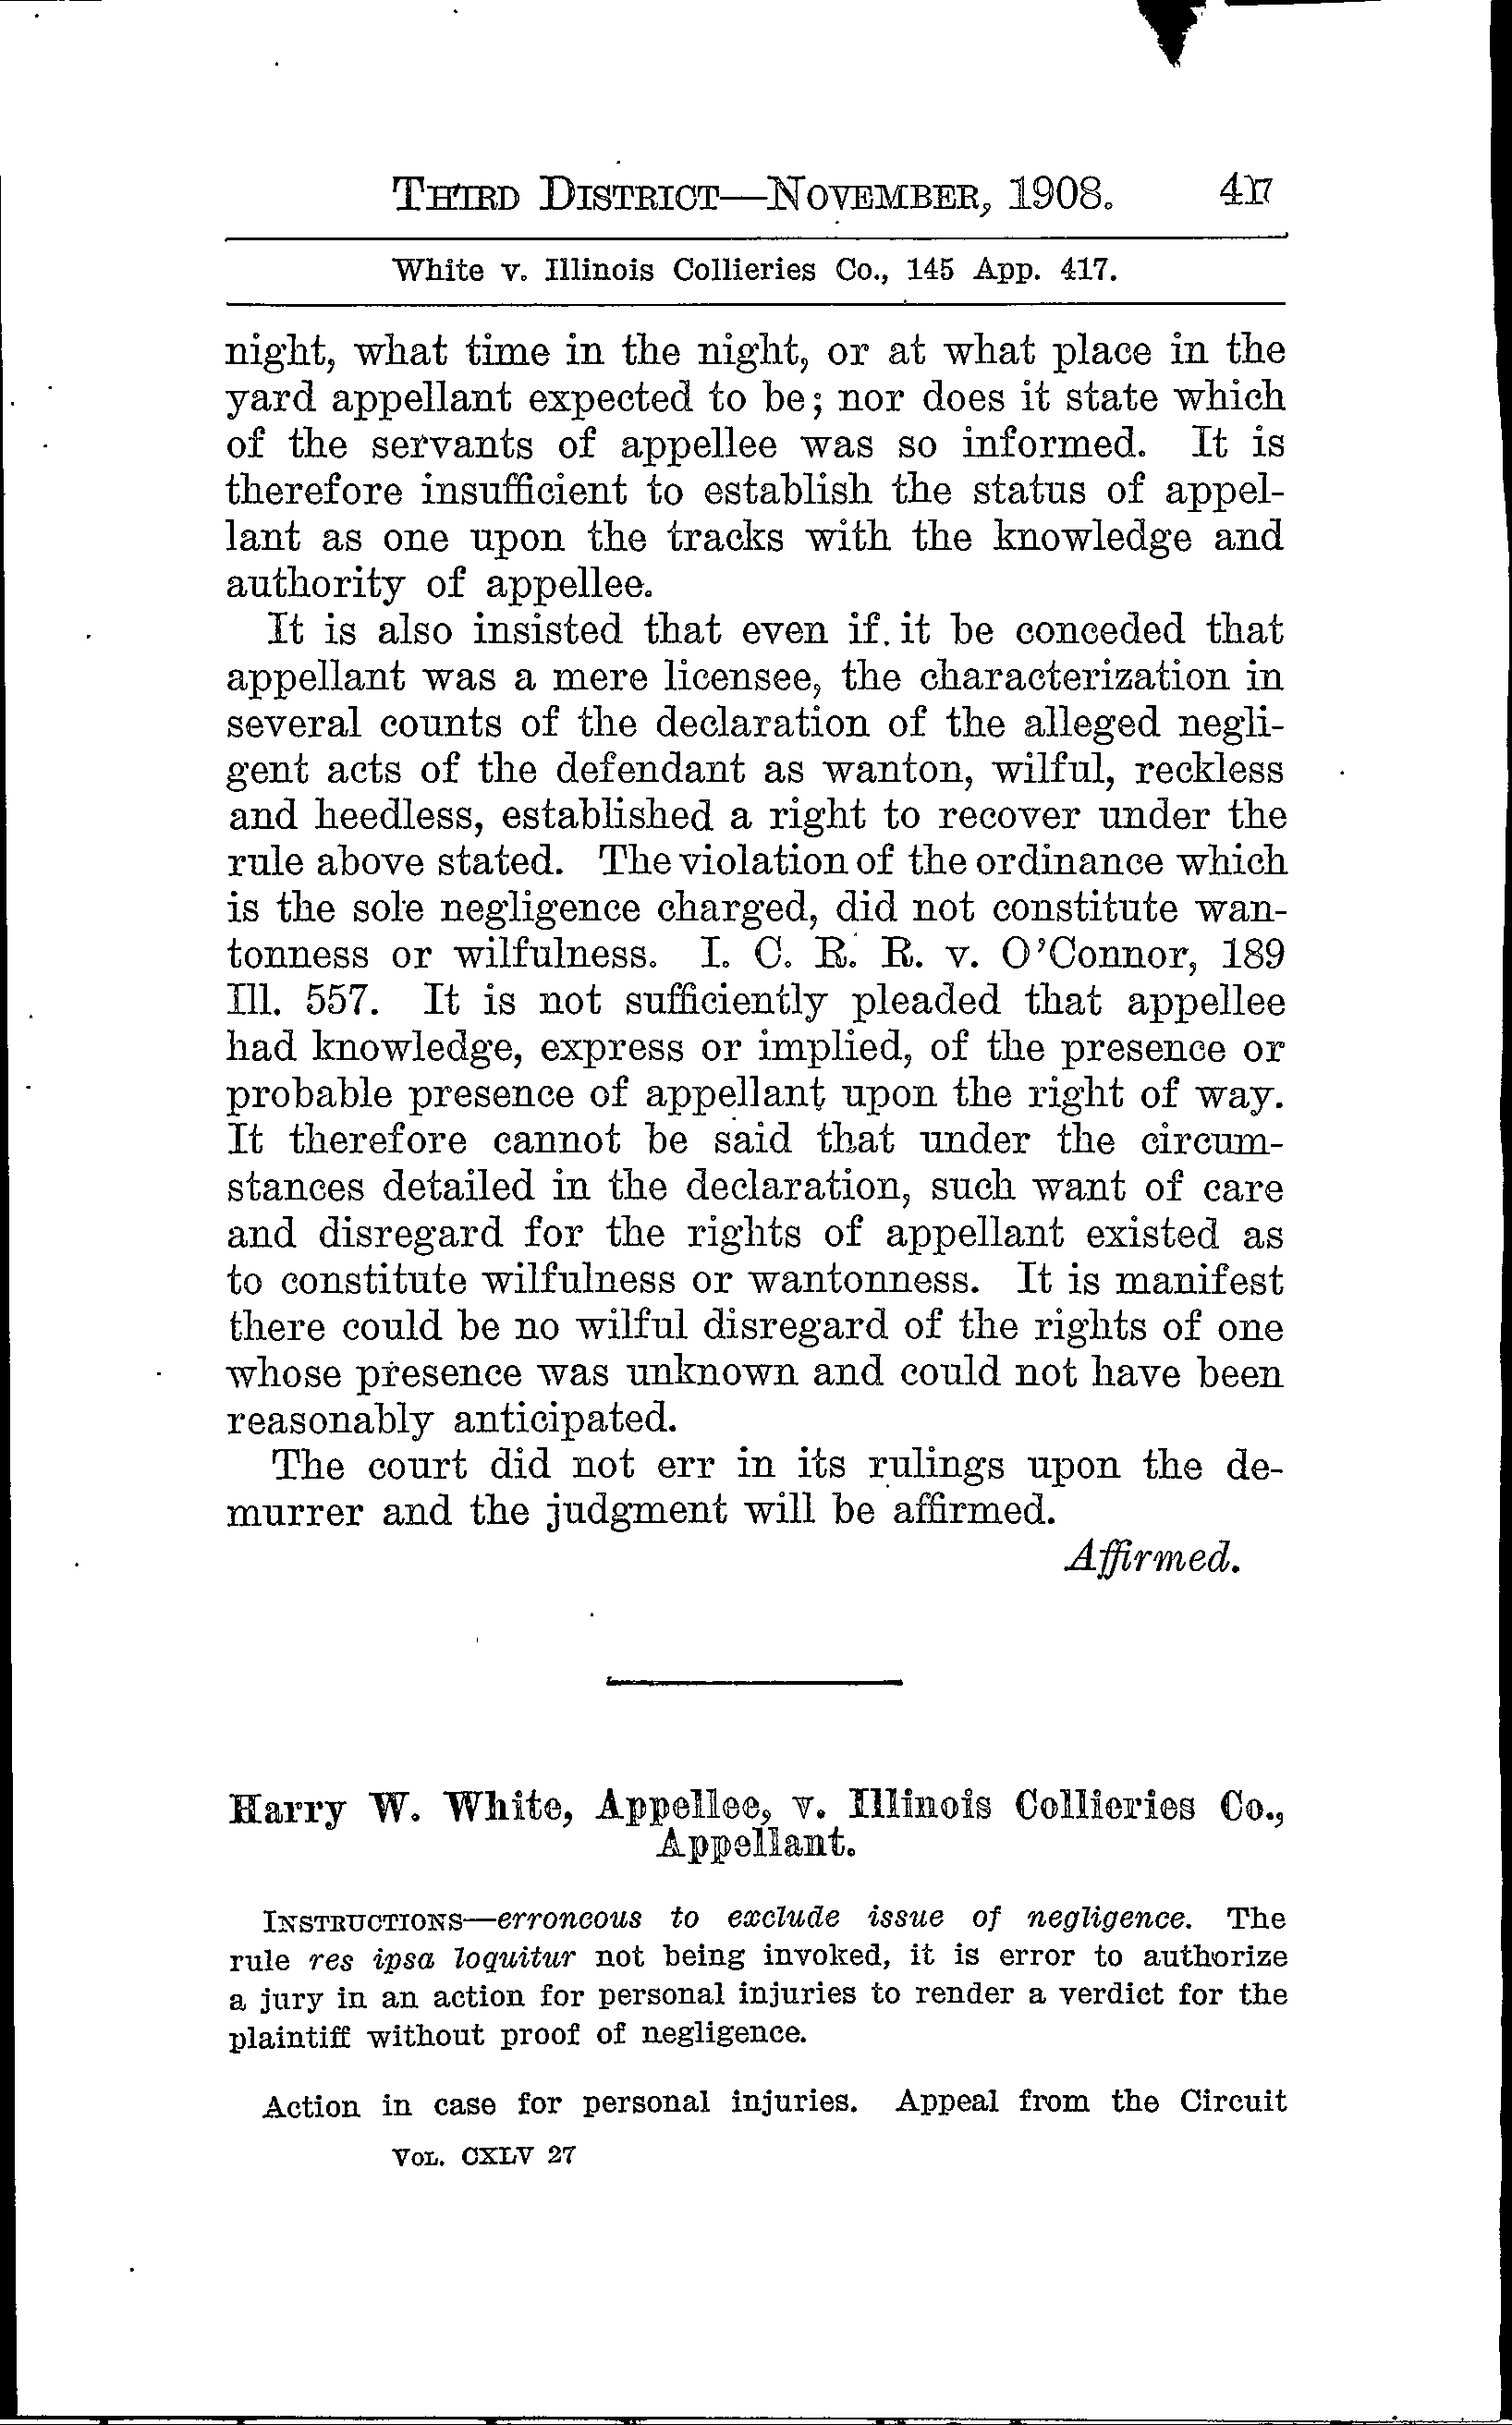 THIRD DISTRICT—NOVEMBER, 1908. 417
White v. Illinois Collieries Co., 145 App. 417.
night, what time in the night, or at what place in the
yard appellant expected to be; nor does it state which
of the servants of appellee was so informed. It is
therefore insufficient to establish the status of appel-
lant as one upon the tracks with the knowledge and
authority of appellee.
It is also insisted that even if it be conceded that
appellant was a mere licensee, the characterization in
several counts of the declaration of the alleged negli-
gent acts of the defendant as wanton, wilful, reckless
and heedless, established a right to recover under the
rule above stated. The violation of the ordinance which
is the sole negligence charged, did not constitute wan-
tonness or wilfulness. I. C. R. R. v. O'Connor, 189
Ill. 557. It is not sufficiently pleaded that appellee
had knowledge, express or implied, of the presence or
probable presence of appellant upon the right of way.
It therefore cannot be said that under the circum-
stances detailed in the declaration, such want of care
and disregard for the rights of appellant existed as
to constitute wilfulness or wantonness. It is manifest
there could be no wilful disregard of the rights of one
whose presence was unknown and could not have been
reasonably anticipated.
The court did not err in its rulings upon the de-
murrer and the judgment will be affirmed.
Affirmed.
Harry W. White, Appellee, v. Illinois Collieries Co.,
Appellant.
INSTRUCTIONS—erroneous to exclude issue of negligence. The
rule res ipsa loquitur not being invoked, it is error to authorize
a jury in an action for personal injuries to render a verdict for the
plaintiff without proof of negligence.
Action in case for personal injuries. Appeal from the Circuit
VOL. CXLV 27